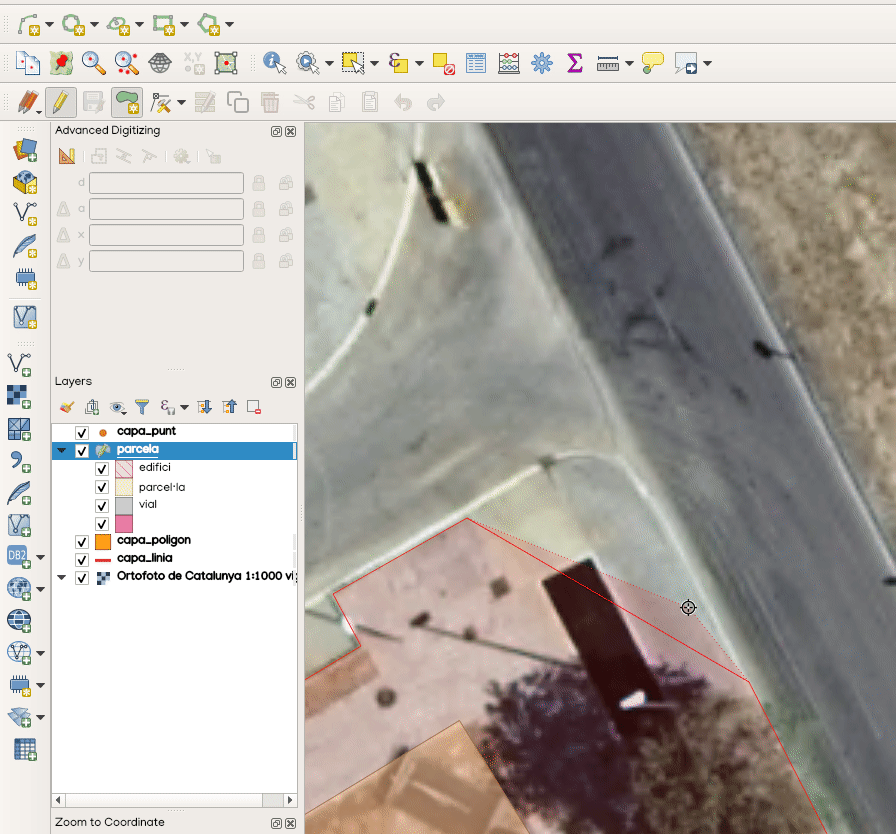 X,Y
ε
Σ
Advanced Digitizing
d
a
x
y
Layers
ε
capa_punt
parcela
edifici
parcel·la
vial
capa_poligon
capa_linia
Ortofoto de Catalunya 1:1000 vi
DB2
Zoom to Coordinate